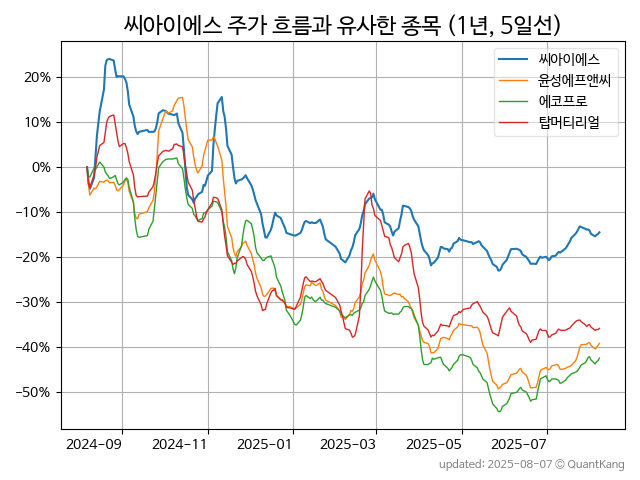 씨아이에스 주가 흐름과 유사한 종목 (1년, 5일선)
씨아이에스
윤성에프앤씨
에코프로
탑머티리얼
20%
10%
0%
−10%
−20%
−30%
−40%
−50%
2024-09 2024-11 2025-01 2025-03 2025-05 2025-07
updated: 2025-08-07 © QuantKang